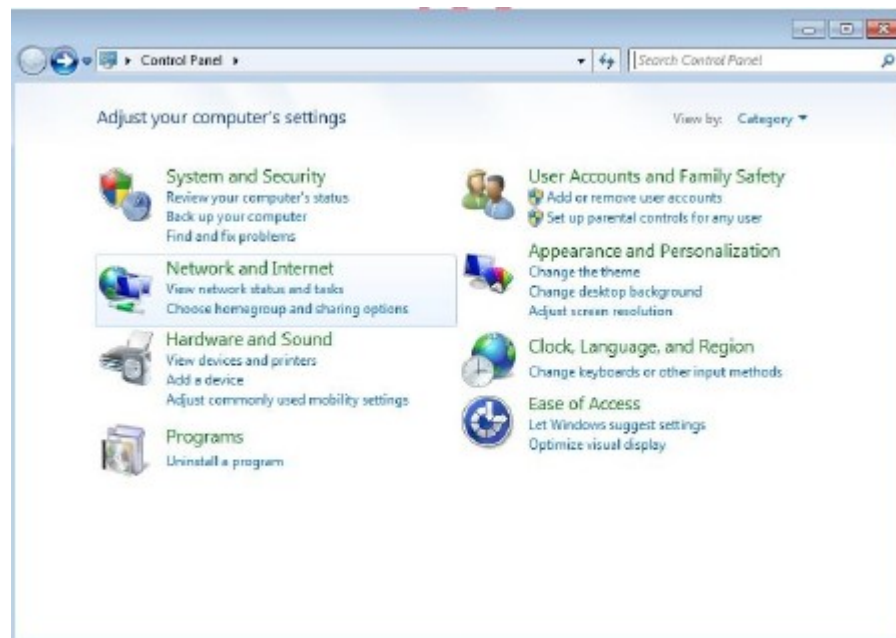 Control Panel
Search Control Panel
Adjust your computer's settings
View by: Category
System and Security
Review your computer's status
Back up your computer
Find and fix problems
Network and Internet
View network status and tasks
Choose homegroup and sharing options
Hardware and Sound
View devices and printers
Add a device
Adjust commonly used mobility settings
Programs
Uninstall a program
User Accounts and Family Safety
Add or remove user accounts
Set up parental controls for any user
Appearance and Personalization
Change the theme
Change desktop background
Adjust screen resolution
Clock, Language, and Region
Change keyboards or other input methods
Ease of Access
Let Windows suggest settings
Optimize visual display